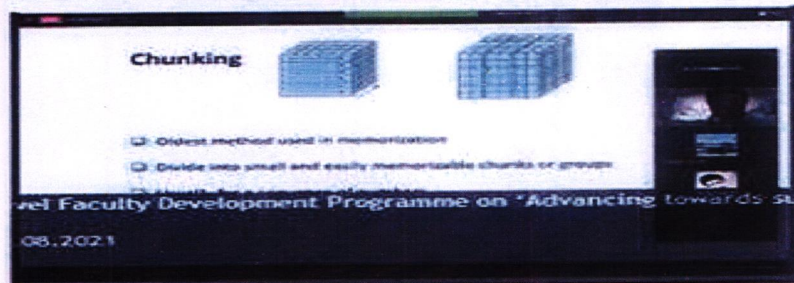 Chunking
Oldest method used in memorization
Divide into small and easily memorizable chunks or groups
vel Faculty Development Programme on "Advancing towards su
08.2021